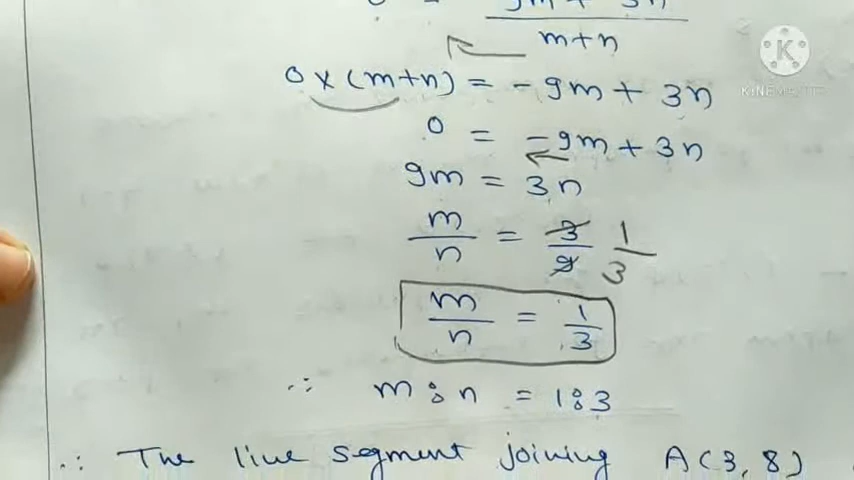 m+n
0 × (m+n) = - 9m + 3n
0 = - 9m + 3n
9m = 3n
m/n = 3/9 1/3
m/n = 1/3
∴ m : n = 1:3
∴ The line segment joining A(3, 8)
K
KINEMASTER